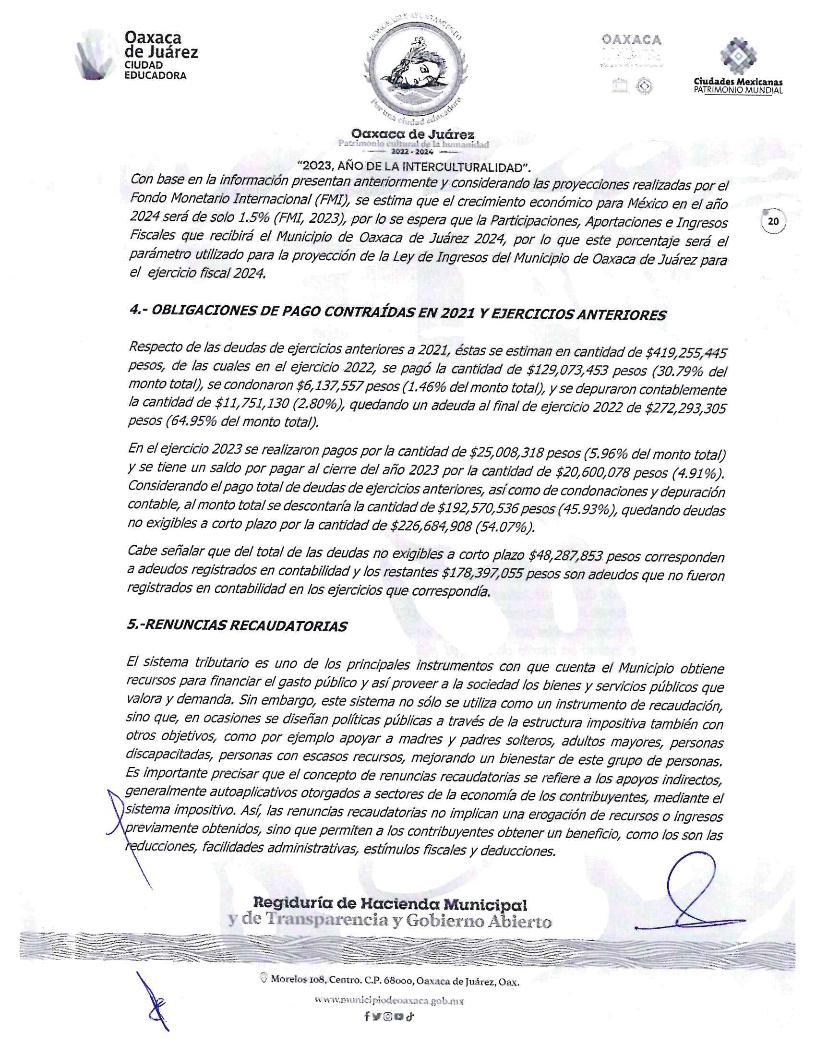 Oaxaca
de Juárez
CIUDAD
EDUCADORA
HONORABLE AYUNTAMIENTO
Por una ciudad educadora
Oaxaca de Juárez
Patrimonio cultural de la humanidad
2022 - 2024
OAXACA
Ciudades Mexicanas
PATRIMONIO MUNDIAL
"2023, AÑO DE LA INTERCULTURALIDAD".
20
Con base en la información presentan anteriormente y considerando las proyecciones realizadas por el
Fondo Monetario Internacional (FMI), se estima que el crecimiento económico para México en el año
2024 será de solo 1.5% (FMI, 2023), por lo se espera que la Participaciones, Aportaciones e Ingresos
Fiscales que recibirá el Municipio de Oaxaca de Juárez 2024, por lo que este porcentaje será el
parámetro utilizado para la proyección de la Ley de Ingresos del Municipio de Oaxaca de Juárez para
el ejercicio fiscal 2024.
4.- OBLIGACIONES DE PAGO CONTRAÍDAS EN 2021 Y EJERCICIOS ANTERIORES
Respecto de las deudas de ejercicios anteriores a 2021, éstas se estiman en cantidad de $419,255,445
pesos, de las cuales en el ejercicio 2022, se pagó la cantidad de $129,073,453 pesos (30.79% del
monto total), se condonaron $6,137,557 pesos (1.46% del monto total), y se depuraron contablemente
la cantidad de $11,751,130 (2.80%), quedando un adeuda al final de ejercicio 2022 de $272,293,305
pesos (64.95% del monto total).
En el ejercicio 2023 se realizaron pagos por la cantidad de $25,008,318 pesos (5.96% del monto total)
y se tiene un saldo por pagar al cierre del año 2023 por la cantidad de $20,600,078 pesos (4.91%).
Considerando el pago total de deudas de ejercicios anteriores, así como de condonaciones y depuración
contable, al monto total se descontaría la cantidad de $192,570,536 pesos (45.93%), quedando deudas
no exigibles a corto plazo por la cantidad de $226,684,908 (54.07%).
Cabe señalar que del total de las deudas no exigibles a corto plazo $48,287,853 pesos corresponden
a adeudos registrados en contabilidad y los restantes $178,397,055 pesos son adeudos que no fueron
registrados en contabilidad en los ejercicios que correspondía.
5.-RENUNCIAS RECAUDATORIAS
El sistema tributario es uno de los principales instrumentos con que cuenta el Municipio obtiene
recursos para financiar el gasto público y así proveer a la sociedad los bienes y servicios públicos que
valora y demanda. Sin embargo, este sistema no sólo se utiliza como un instrumento de recaudación,
sino que, en ocasiones se diseñan políticas públicas a través de la estructura impositiva también con
otros objetivos, como por ejemplo apoyar a madres y padres solteros, adultos mayores, personas
discapacitadas, personas con escasos recursos, mejorando un bienestar de este grupo de personas.
Es importante precisar que el concepto de renuncias recaudatorias se refiere a los apoyos indirectos,
generalmente autoaplicativos otorgados a sectores de la economía de los contribuyentes, mediante el
sistema impositivo. Así, las renuncias recaudatorias no implican una erogación de recursos o ingresos
previamente obtenidos, sino que permiten a los contribuyentes obtener un beneficio, como los son las
reducciones, facilidades administrativas, estímulos fiscales y deducciones.
Regiduría de Hacienda Municipal
y de Transparencia y Gobierno Abierto
Morelos 108, Centro. C.P. 68000, Oaxaca de Juárez, Oax.
www.municipiodeoaxaca.gob.mx